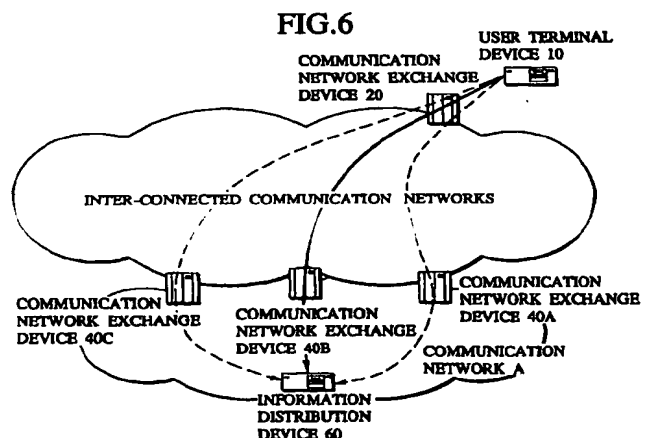 FIG.6
USER TERMINAL
DEVICE 10
COMMUNICATION
NETWORK EXCHANGE
DEVICE 20
INTER-CONNECTED COMMUNICATION NETWORKS
COMMUNICATION
NETWORK EXCHANGE
DEVICE 40C
COMMUNICATION
NETWORK EXCHANGE
DEVICE 40B
COMMUNICATION
NETWORK EXCHANGE
DEVICE 40A
COMMUNICATION
NETWORK A
INFORMATION
DISTRIBUTION
DEVICE 60